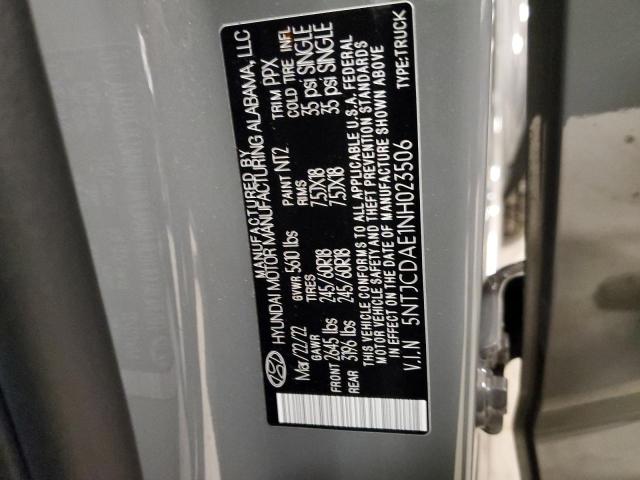 MANUFACTURED BY
HYUNDAI MOTOR MANUFACTURING ALABAMA, LLC
Mar/22/22 GVWR 5610 lbs PAINT NT2 TRIM PPX
GAWR TIRES RIMS COLD TIRE INFL
FRONT 2645 lbs 245/60R18 7.5JX18 35 psi SINGLE
REAR 3196 lbs 245/60R18 7.5JX18 35 psi SINGLE
THIS VEHICLE CONFORMS TO ALL APPLICABLE U.S.A. FEDERAL
MOTOR VEHICLE SAFETY AND THEFT PREVENTION STANDARDS
IN EFFECT ON THE DATE OF MANUFACTURE SHOWN ABOVE
V.I.N 5NTJCDAE1NH023506 TYPE:TRUCK